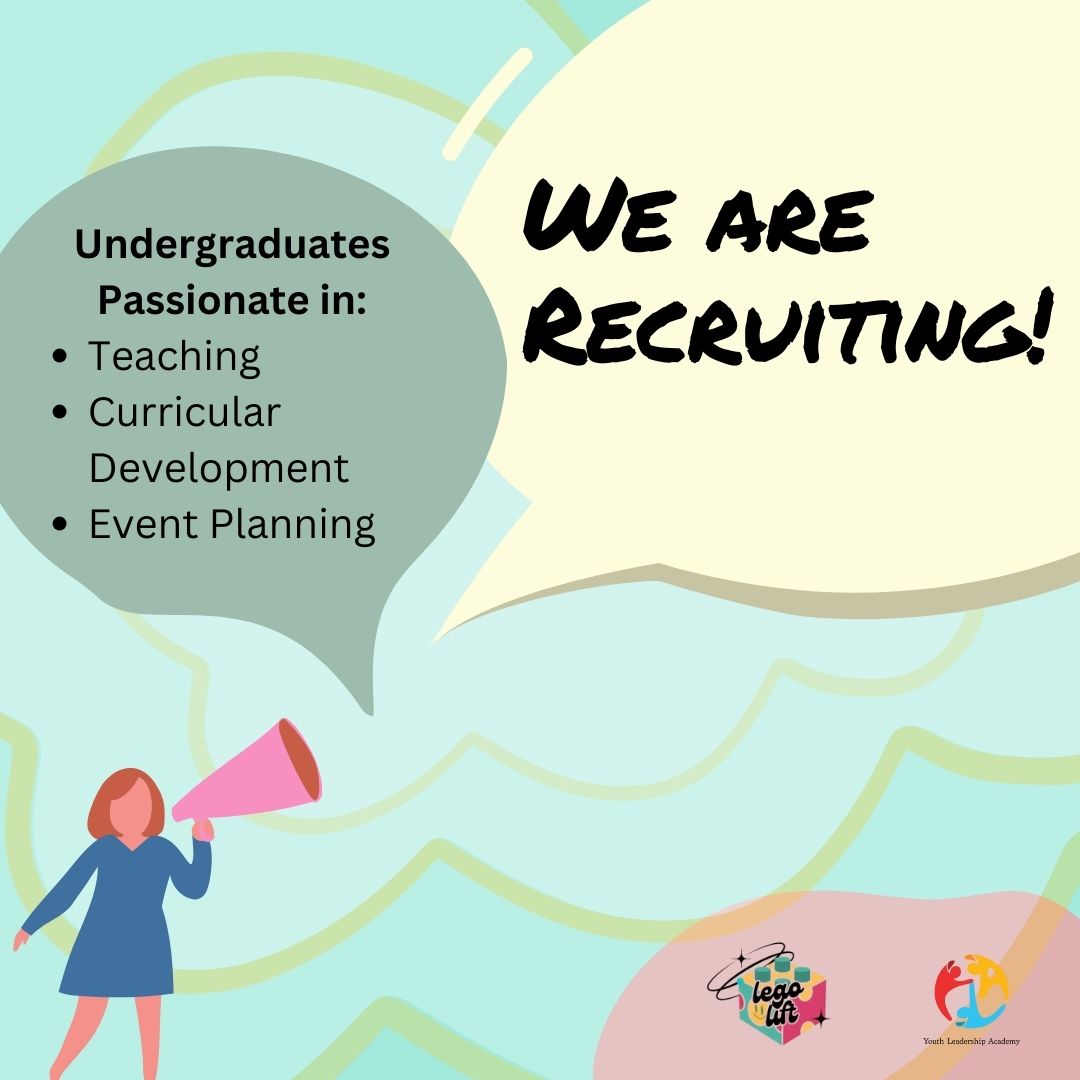 We are
Recruiting!
Undergraduates
Passionate in:
• Teaching
• Curricular
Development
• Event Planning
lego
lift
Youth Leadership Academy